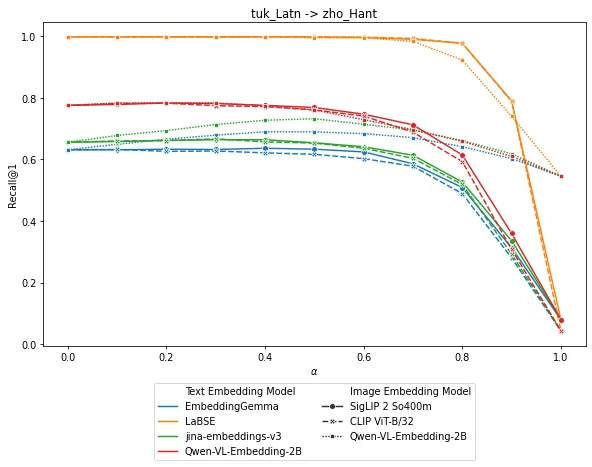 tuk_Latn -> zho_Hant
1.0
0.8
0.6
0.4
0.2
0.0
Recall@1
0.0 0.2 0.4 0.6 0.8 1.0
α
Text Embedding Model Image Embedding Model
EmbeddingGemma SigLIP 2 So400m
LaBSE CLIP ViT-B/32
jina-embeddings-v3 Qwen-VL-Embedding-2B
Qwen-VL-Embedding-2B